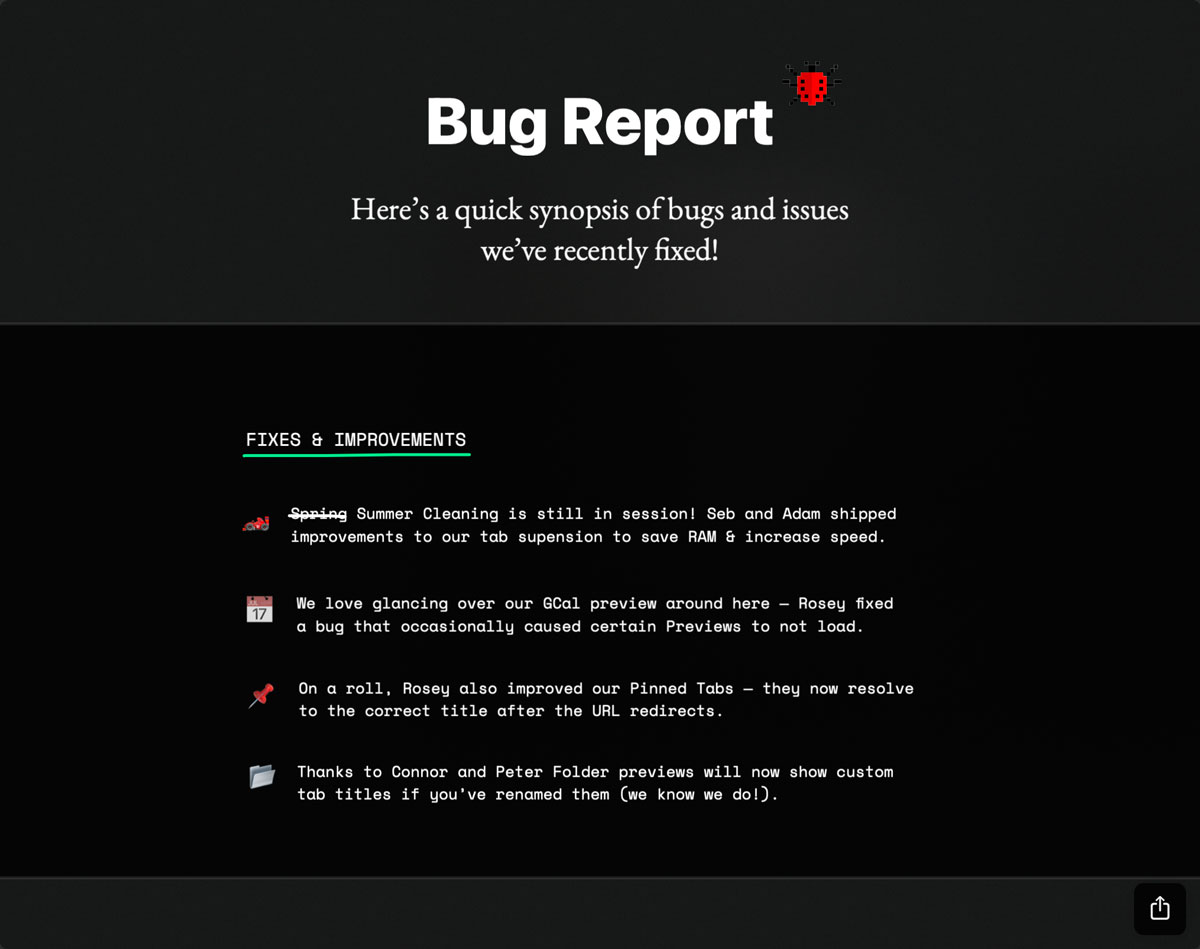 Bug Report
Here’s a quick synopsis of bugs and issues
we’ve recently fixed!
FIXES & IMPROVEMENTS
Spring Summer Cleaning is still in session! Seb and Adam shipped
improvements to our tab supension to save RAM & increase speed.
JUL
17
We love glancing over our GCal preview around here — Rosey fixed
a bug that occasionally caused certain Previews to not load.
On a roll, Rosey also improved our Pinned Tabs — they now resolve
to the correct title after the URL redirects.
Thanks to Connor and Peter Folder previews will now show custom
tab titles if you’ve renamed them (we know we do!).